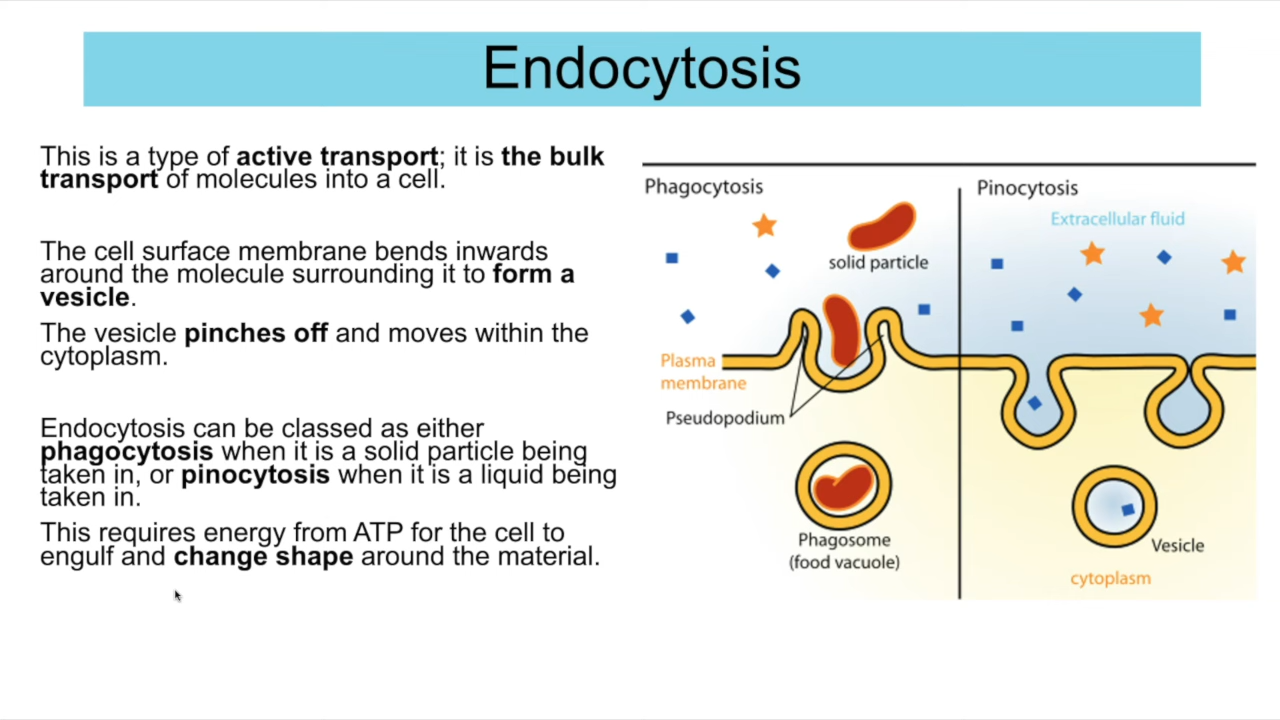 Endocytosis
This is a type of active transport; it is the bulk
transport of molecules into a cell.
The cell surface membrane bends inwards
around the molecule surrounding it to form a
vesicle.
The vesicle pinches off and moves within the
cytoplasm.
Endocytosis can be classed as either
phagocytosis when it is a solid particle being
taken in, or pinocytosis when it is a liquid being
taken in.
This requires energy from ATP for the cell to
engulf and change shape around the material.
Phagocytosis
solid particle
Plasma
membrane
Pseudopodium
Phagosome
(food vacuole)
Pinocytosis
Extracellular fluid
Vesicle
cytoplasm